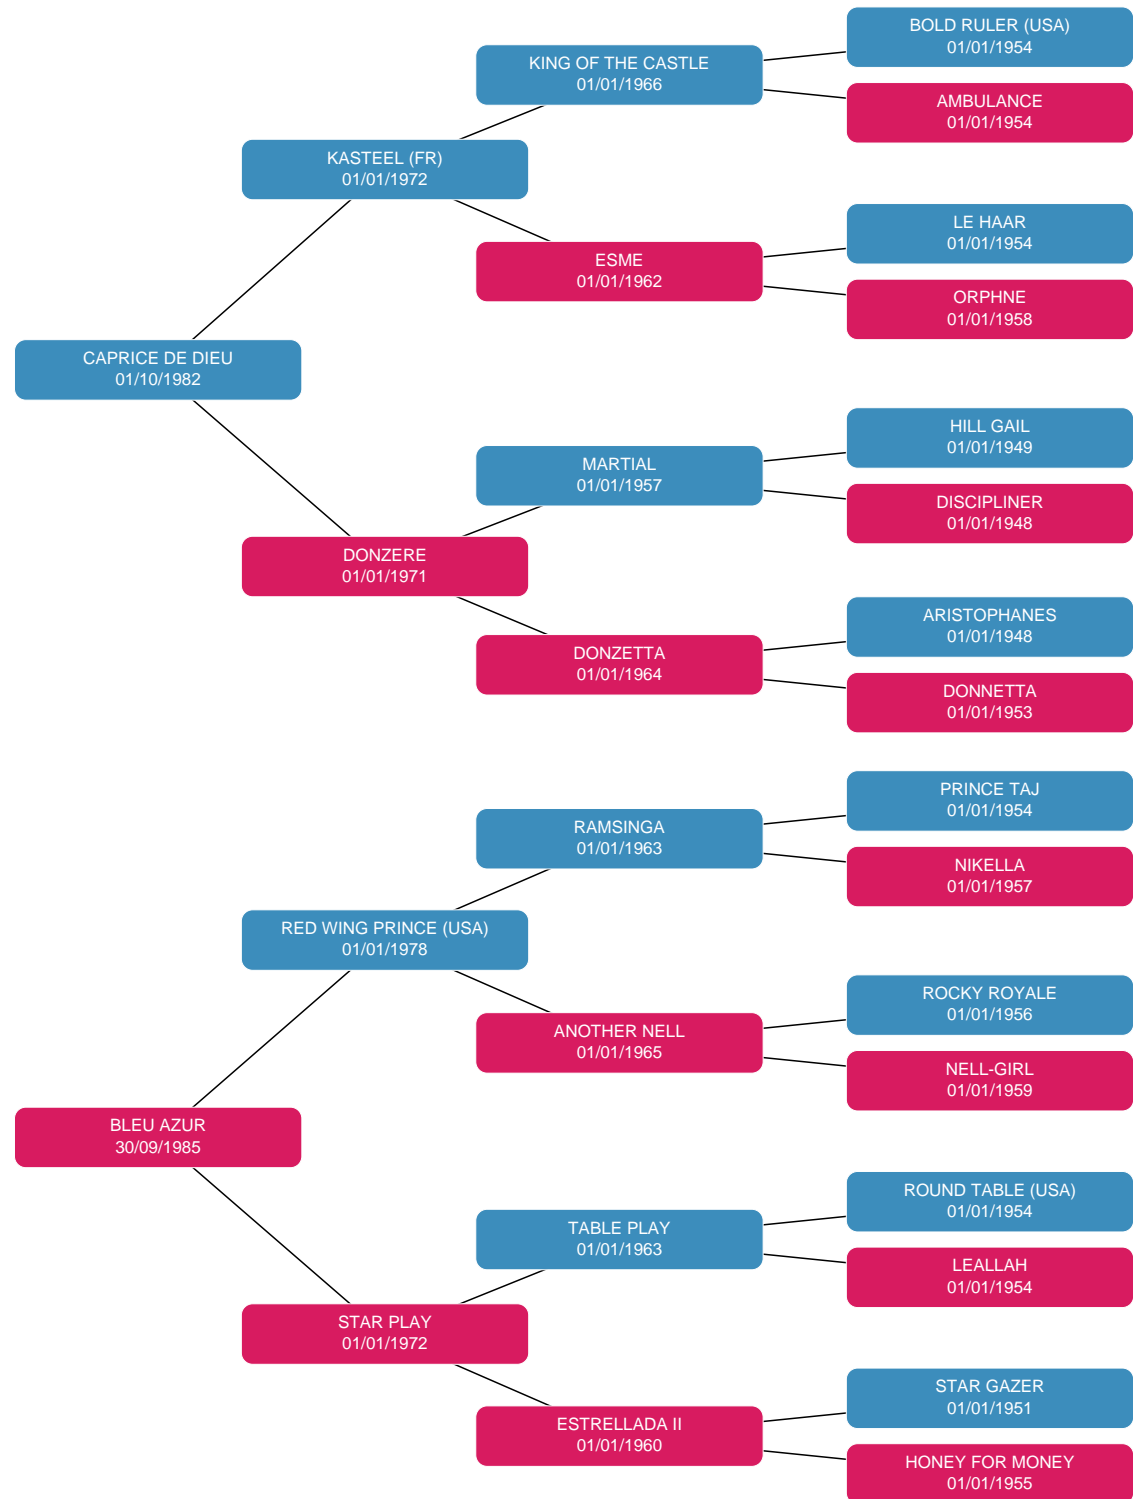 BOLD RULER (USA)
01/01/1954
KING OF THE CASTLE
01/01/1966
AMBULANCE
01/01/1954
KASTEEL (FR)
01/01/1972
LE HAAR
01/01/1954
ESME
01/01/1962
ORPHNE
01/01/1958
CAPRICE DE DIEU
01/10/1982
HILL GAIL
01/01/1949
MARTIAL
01/01/1957
DISCIPLINER
01/01/1948
DONZERE
01/01/1971
ARISTOPHANES
01/01/1948
DONZETTA
01/01/1964
DONNETTA
01/01/1953
PRINCE TAJ
01/01/1954
RAMSINGA
01/01/1963
NIKELLA
01/01/1957
RED WING PRINCE (USA)
01/01/1978
ROCKY ROYALE
01/01/1956
ANOTHER NELL
01/01/1965
NELL-GIRL
01/01/1959
BLEU AZUR
30/09/1985
ROUND TABLE (USA)
01/01/1954
TABLE PLAY
01/01/1963
LEALLAH
01/01/1954
STAR PLAY
01/01/1972
STAR GAZER
01/01/1951
ESTRELLADA II
01/01/1960
HONEY FOR MONEY
01/01/1955